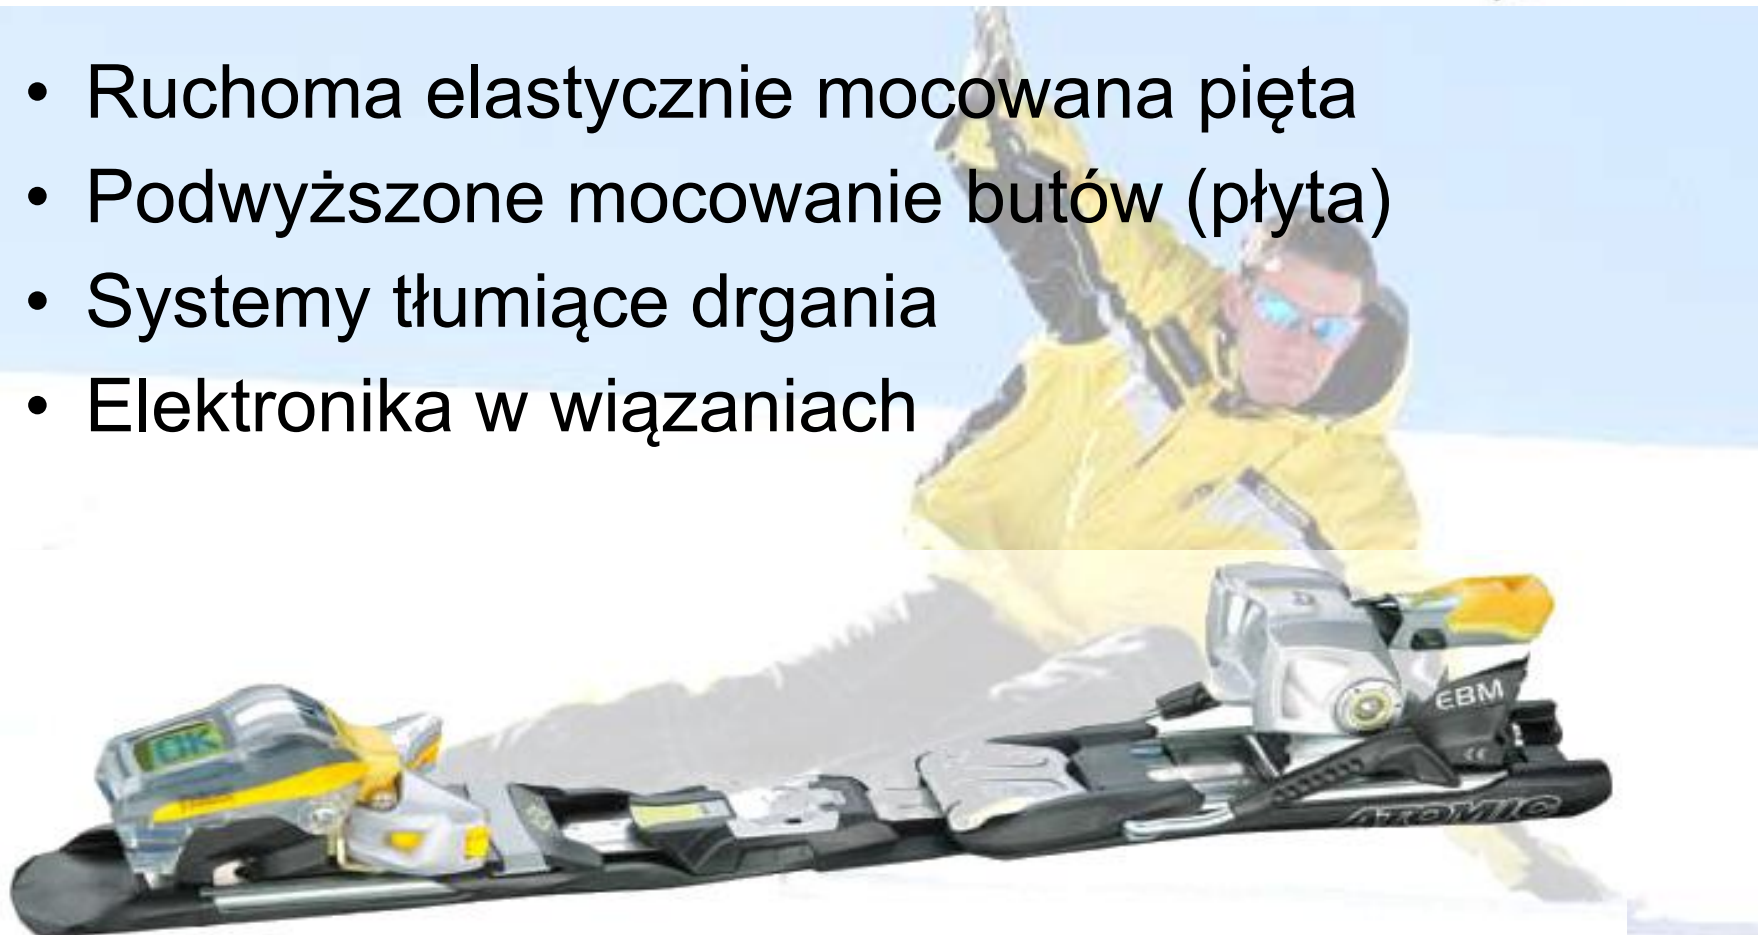 • Ruchoma elastycznie mocowana pięta
• Podwyższone mocowanie butów (płyta)
• Systemy tłumiące drgania
• Elektronika w wiązaniach
OK
EBM
ATOMIC